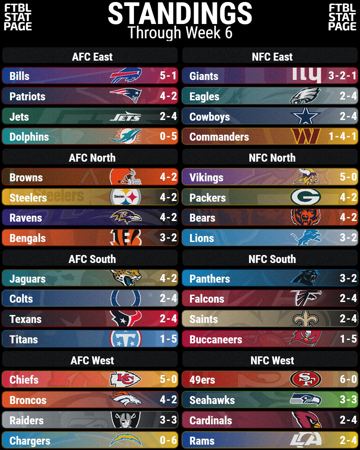 FTBL
STAT
PAGE
STANDINGS
Through Week 6
FTBL
STAT
PAGE
AFC East
Bills 5-1
Patriots 4-2
Jets JETS 2-4
Dolphins 0-5
NFC East
Giants ny 3-2-1
Eagles 2-4
Cowboys 2-4
Commanders 1-4-1
AFC North
Browns 4-2
Steelers Steelers 4-2
Ravens 4-2
Bengals 3-2
NFC North
Vikings 5-0
Packers G 4-2
Bears 4-2
Lions 3-2
AFC South
Jaguars 4-2
Colts 2-4
Texans 2-4
Titans 1-5
NFC South
Panthers 3-2
Falcons 2-4
Saints 2-4
Buccaneers 1-5
AFC West
Chiefs KC 5-0
Broncos 4-2
Raiders 3-3
Chargers 0-6
NFC West
49ers SF 6-0
Seahawks 3-3
Cardinals 2-4
Rams LA 2-4